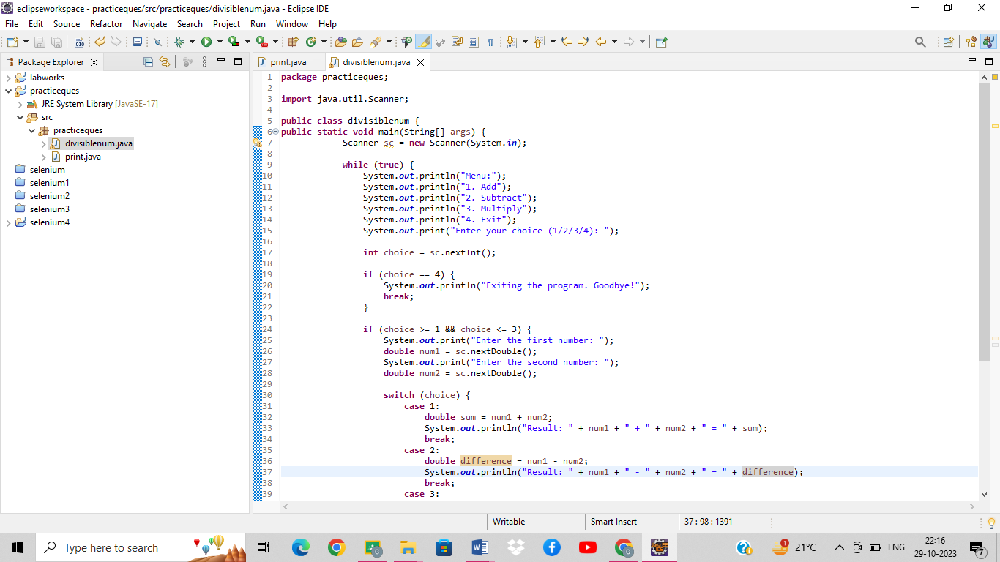 eclipseworkspace - practiceques/src/practiceques/divisiblenum.java - Eclipse IDE
File Edit Source Refactor Navigate Search Project Run Window Help
Package Explorer
print.java
divisiblenum.java
labworks
practiceques
JRE System Library [JavaSE-17]
src
practiceques
divisiblenum.java
print.java
selenium
selenium1
selenium2
selenium3
selenium4
1 package practiceques;
2
3 import java.util.Scanner;
4
5 public class divisiblenum {
6 public static void main(String[] args) {
7 Scanner sc = new Scanner(System.in);
8
9 while (true) {
10 System.out.println("Menu:");
11 System.out.println("1. Add");
12 System.out.println("2. Subtract");
13 System.out.println("3. Multiply");
14 System.out.println("4. Exit");
15 System.out.print("Enter your choice (1/2/3/4): ");
16
17 int choice = sc.nextInt();
18
19 if (choice == 4) {
20 System.out.println("Exiting the program. Goodbye!");
21 break;
22 }
23
24 if (choice >= 1 && choice <= 3) {
25 System.out.print("Enter the first number: ");
26 double num1 = sc.nextDouble();
27 System.out.print("Enter the second number: ");
28 double num2 = sc.nextDouble();
29
30 switch (choice) {
31 case 1:
32 double sum = num1 + num2;
33 System.out.println("Result: " + num1 + " + " + num2 + " = " + sum);
34 break;
35 case 2:
36 double difference = num1 - num2;
37 System.out.println("Result: " + num1 + " - " + num2 + " = " + difference);
38 break;
39 case 3:
Writable Smart Insert 37 : 98 : 1391
Type here to search
1
21°C
ENG
22:16
29-10-2023
7